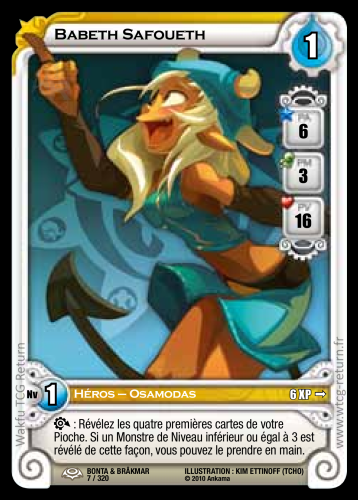 Babeth Safoueth
1
PA
6
PM
3
PV
16
Nv 1
Héros – Osamodas
6 XP →
: Révélez les quatre premières cartes de votre
Pioche. Si un Monstre de Niveau inférieur ou égal à 3 est
révélé de cette façon, vous pouvez le prendre en main.
BONTA & BRÂKMAR
7 / 320
ILLUSTRATION : KIM ETTINOFF (TCHO)
© 2010 Ankama
Wakfu TCG Return
www.wtcg-return.fr